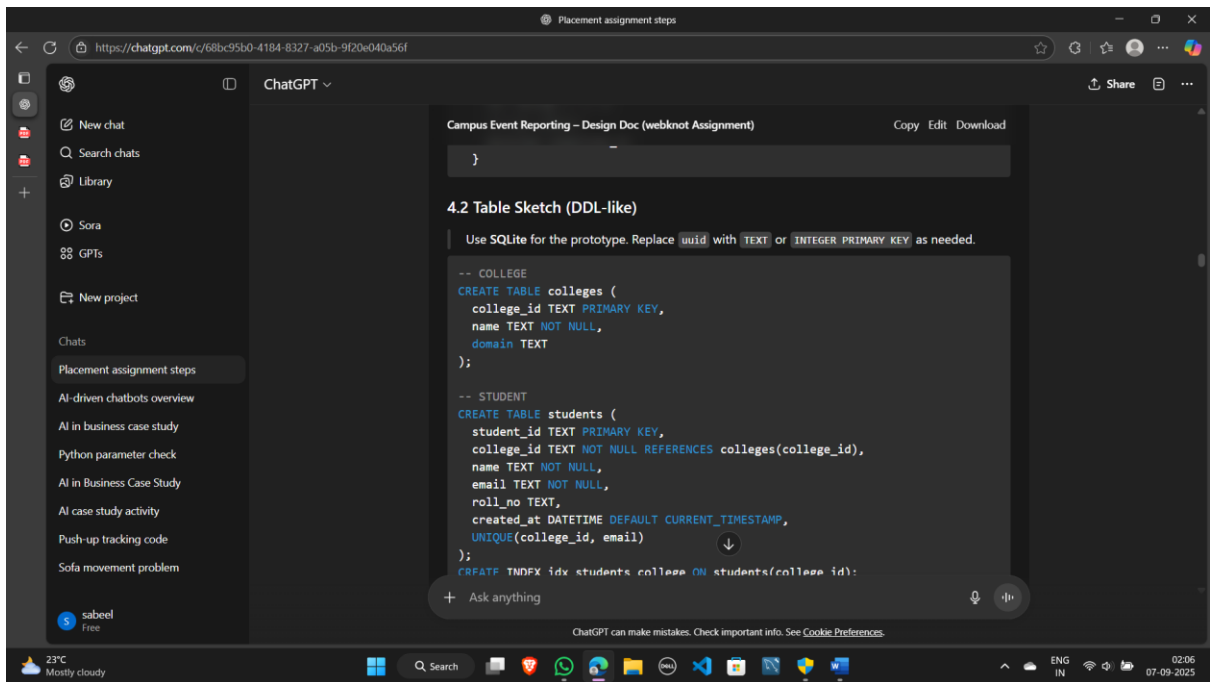 Placement assignment steps
https://chatgpt.com/c/68bc95b0-4184-8327-a05b-9f20e040a56f
ChatGPT
Share
New chat
Search chats
Library
Sora
GPTs
New project
Chats
Placement assignment steps
AI-driven chatbots overview
AI in business case study
Python parameter check
AI in Business Case Study
AI case study activity
Push-up tracking code
Sofa movement problem
S
sabeel
Free
Campus Event Reporting – Design Doc (webknot Assignment)
Copy Edit Download
}
4.2 Table Sketch (DDL-like)
Use SQLite for the prototype. Replace uuid with TEXT or INTEGER PRIMARY KEY as needed.
-- COLLEGE
CREATE TABLE colleges (
college_id TEXT PRIMARY KEY,
name TEXT NOT NULL,
domain TEXT
);
-- STUDENT
CREATE TABLE students (
student_id TEXT PRIMARY KEY,
college_id TEXT NOT NULL REFERENCES colleges(college_id),
name TEXT NOT NULL,
email TEXT NOT NULL,
roll_no TEXT,
created_at DATETIME DEFAULT CURRENT_TIMESTAMP,
UNIQUE(college_id, email)
);
CREATE INDEX idx_students_college ON students(college_id);
Ask anything
ChatGPT can make mistakes. Check important info. See Cookie Preferences.
23°C
Mostly cloudy
Search
DELL
W
ENG
IN
02:06
07-09-2025